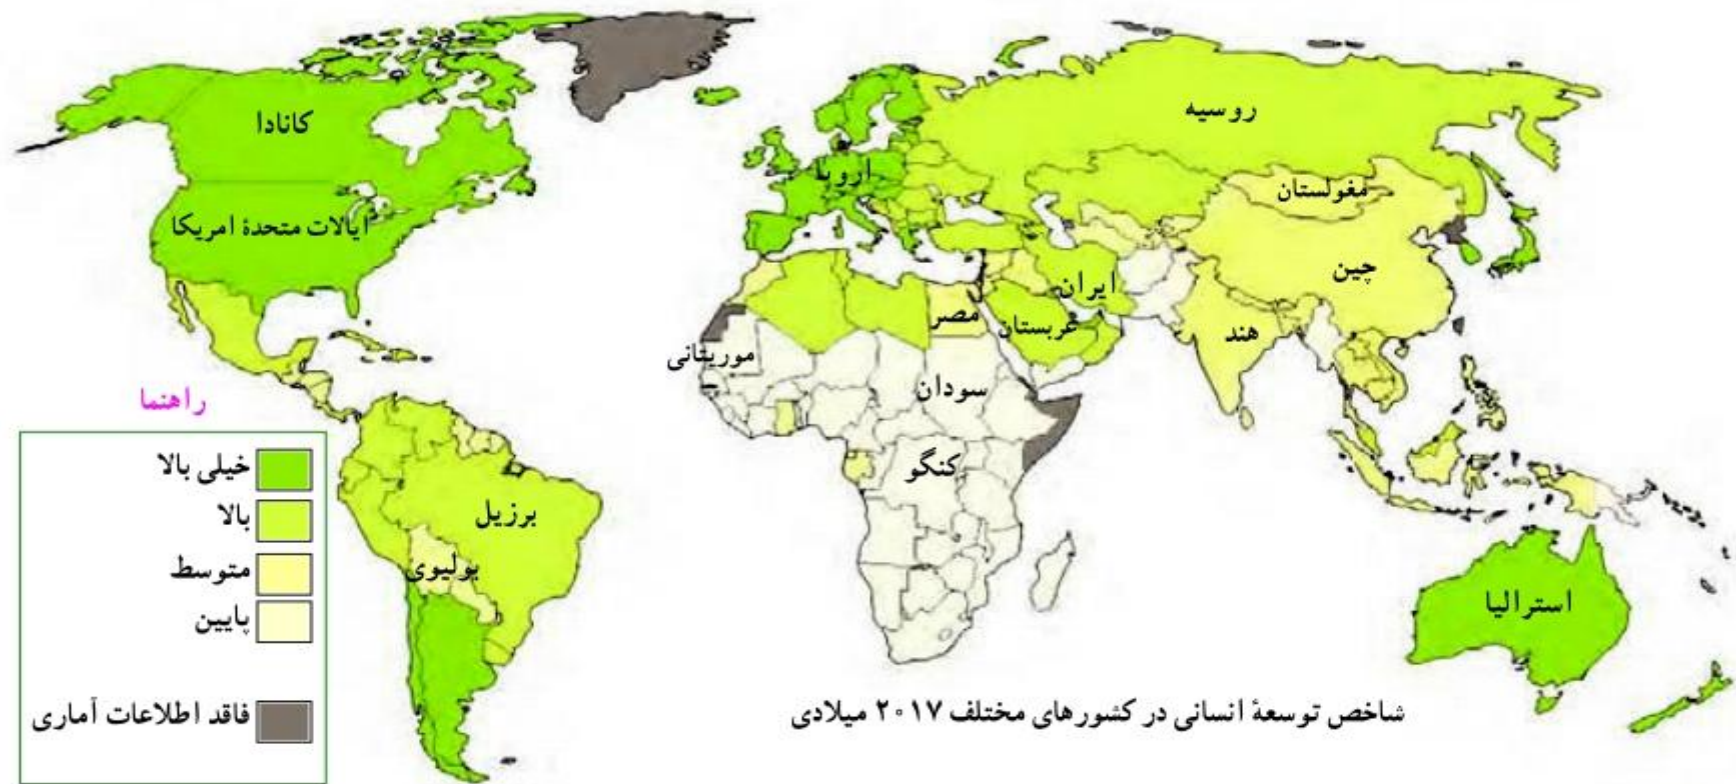 کانادا
ایالات متحدهٔ امریکا
اروپا
روسیه
مغولستان
چین
ایران
عربستان
مصر
هند
موریتانی
سودان
کنگو
برزیل
بولیوی
استرالیا
راهنما
خیلی بالا
بالا
متوسط
پایین
فاقد اطلاعات آماری
شاخص توسعهٔ انسانی در کشورهای مختلف ۲۰۱۷ میلادی